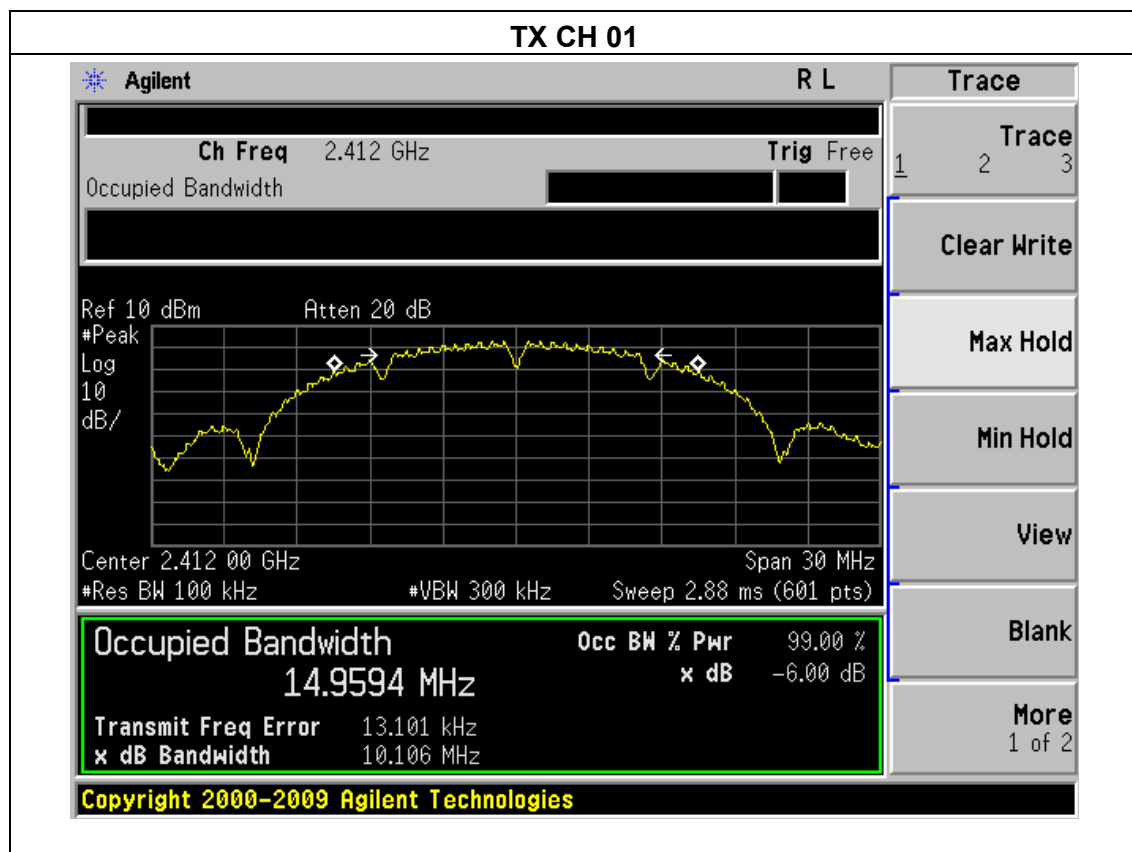 TX CH 01
Agilent R L Trace
Ch Freq 2.412 GHz Trig Free
Occupied Bandwidth
Trace
1 2 3
Clear Write
Max Hold
Min Hold
View
Blank
More
1 of 2
Ref 10 dBm Atten 20 dB
#Peak
Log
10
dB/
Center 2.412 00 GHz Span 30 MHz
#Res BW 100 kHz #VBW 300 kHz Sweep 2.88 ms (601 pts)
Occupied Bandwidth Occ BW % Pwr 99.00 %
14.9594 MHz x dB -6.00 dB
Transmit Freq Error 13.101 kHz
x dB Bandwidth 10.106 MHz
Copyright 2000-2009 Agilent Technologies